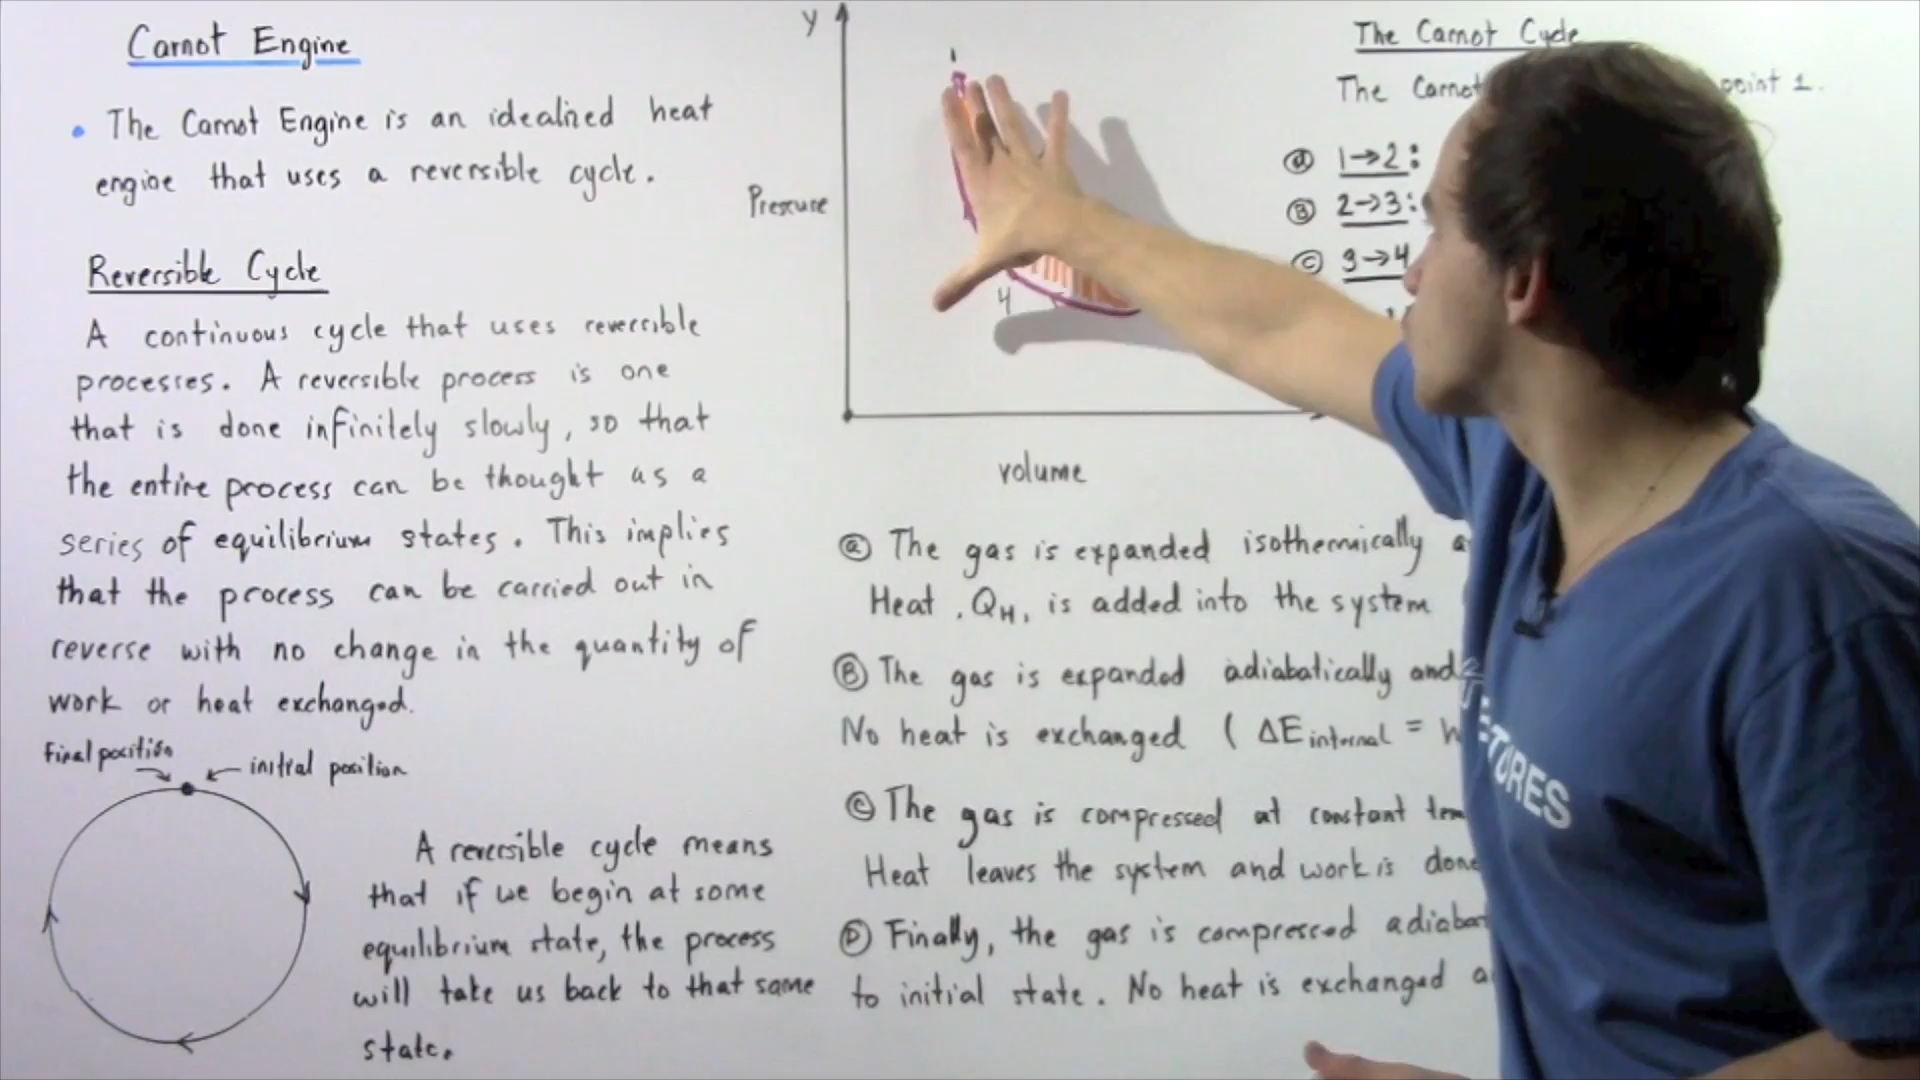 Carnot Engine
The Carnot Engine is an idealized heat
engine that uses a reversible cycle.
Reversible Cycle
A continuous cycle that uses reversible
processes. A reversible process is one
that is done infinitely slowly, so that
the entire process can be thought as a
series of equilibrium states. This implies
that the process can be carried out in
reverse with no change in the quantity of
work or heat exchanged.
final position
initial position
A reversible cycle means
that if we begin at some
equilibrium state, the process
will take us back to that same
state.
y
1
Pressure
4
volume
The Carnot Cycle
The Carnot point 1.
a 1→2:
B 2→3:
C 3→4
a The gas is expanded isothermically
Heat, QH, is added into the system
B The gas is expanded adiabatically and
No heat is exchanged ( ΔEinternal =
C The gas is compressed at constant
Heat leaves the system and work is done
D Finally, the gas is compressed
to initial state. No heat is exchanged